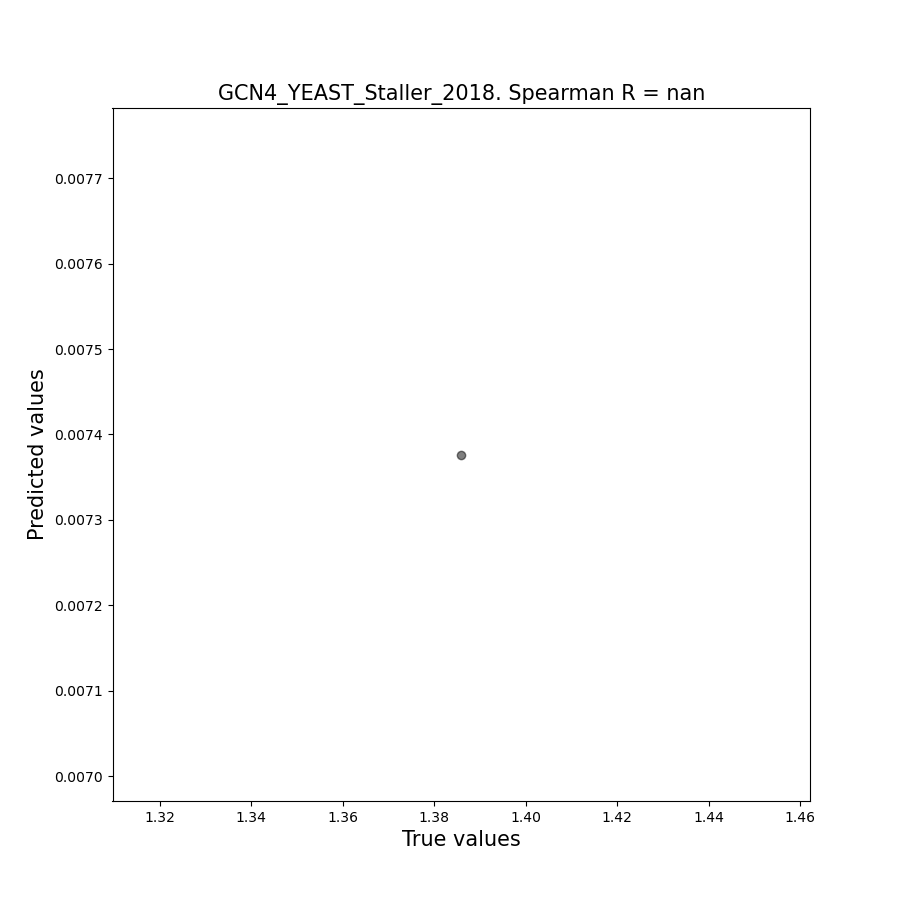 GCN4_YEAST_Staller_2018. Spearman R = nan
0.0077
0.0076
0.0075
0.0074
0.0073
0.0072
0.0071
0.0070
Predicted values
1.32 1.34 1.36 1.38 1.40 1.42 1.44 1.46
True values